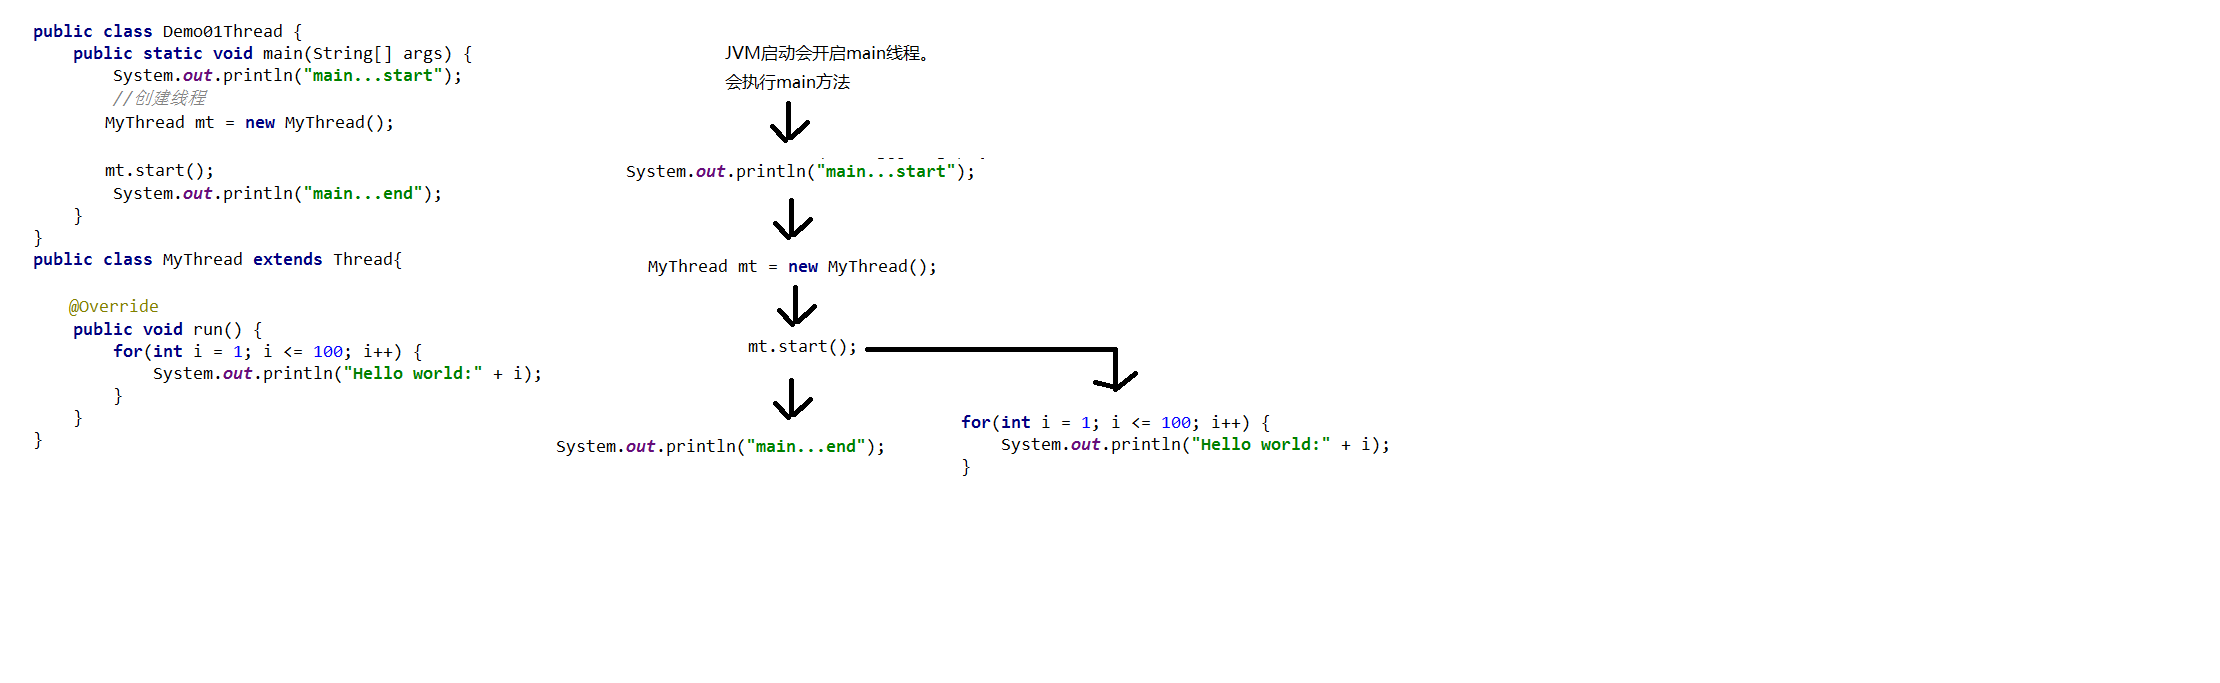 public class Demo01Thread {
    public static void main(String[] args) {
        System.out.println("main...start");
        //创建线程
        MyThread mt = new MyThread();
        mt.start();
        System.out.println("main...end");
    }
}
public class MyThread extends Thread{
    @Override
    public void run() {
        for(int i = 1; i <= 100; i++) {
            System.out.println("Hello world:" + i);
        }
    }
}
JVM启动会开启main线程。
会执行main方法
System.out.println("main...start");
MyThread mt = new MyThread();
mt.start();
System.out.println("main...end");
for(int i = 1; i <= 100; i++) {
    System.out.println("Hello world:" + i);
}